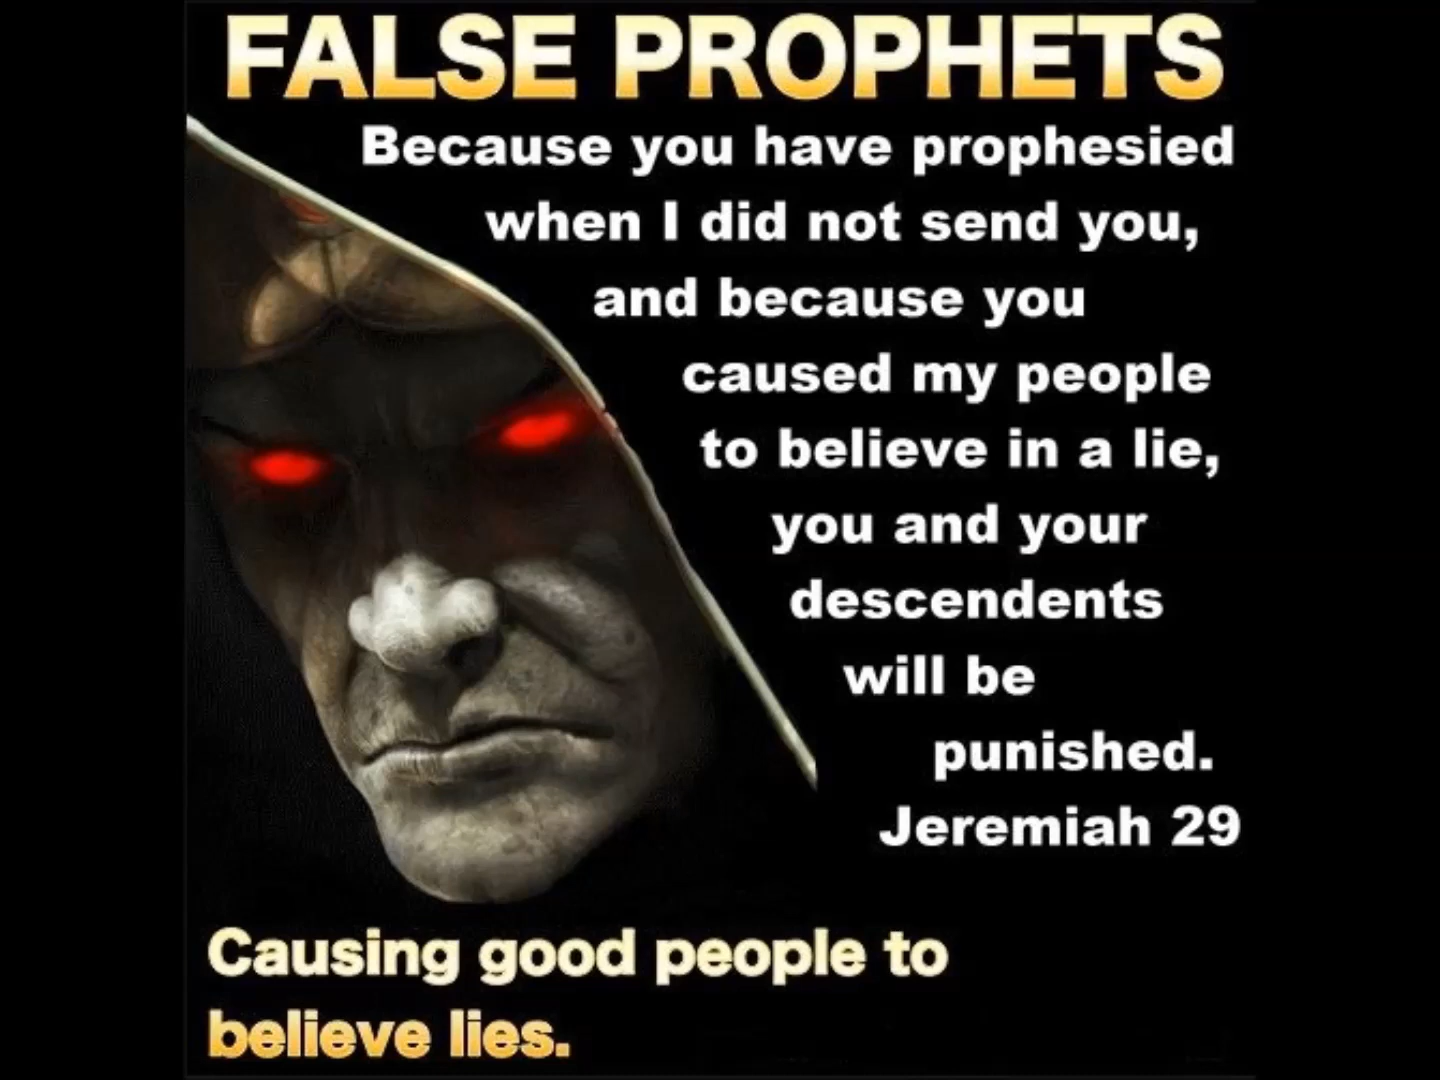 FALSE PROPHETS
Because you have prophesied
when I did not send you,
and because you
caused my people
to believe in a lie,
you and your
descendents
will be
punished.
Jeremiah 29
Causing good people to
believe lies.